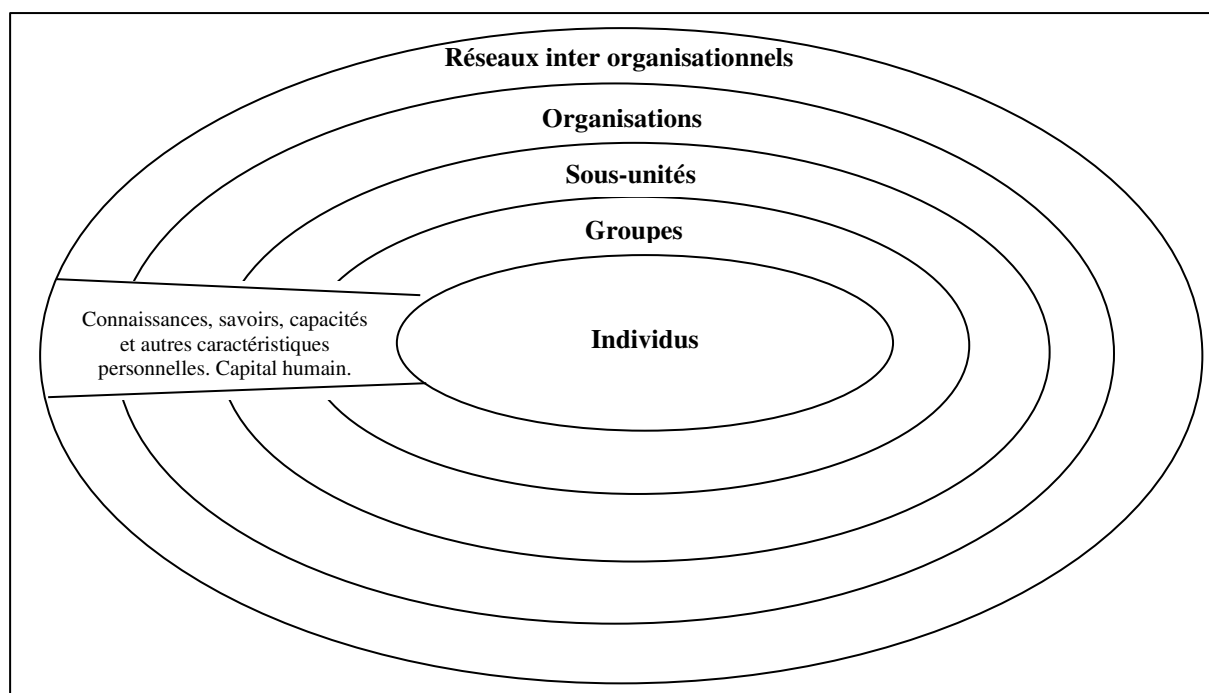 Réseaux inter organisationnels
Organisations
Sous-unités
Groupes
Individus
Connaissances, savoirs, capacités
et autres caractéristiques
personnelles. Capital humain.